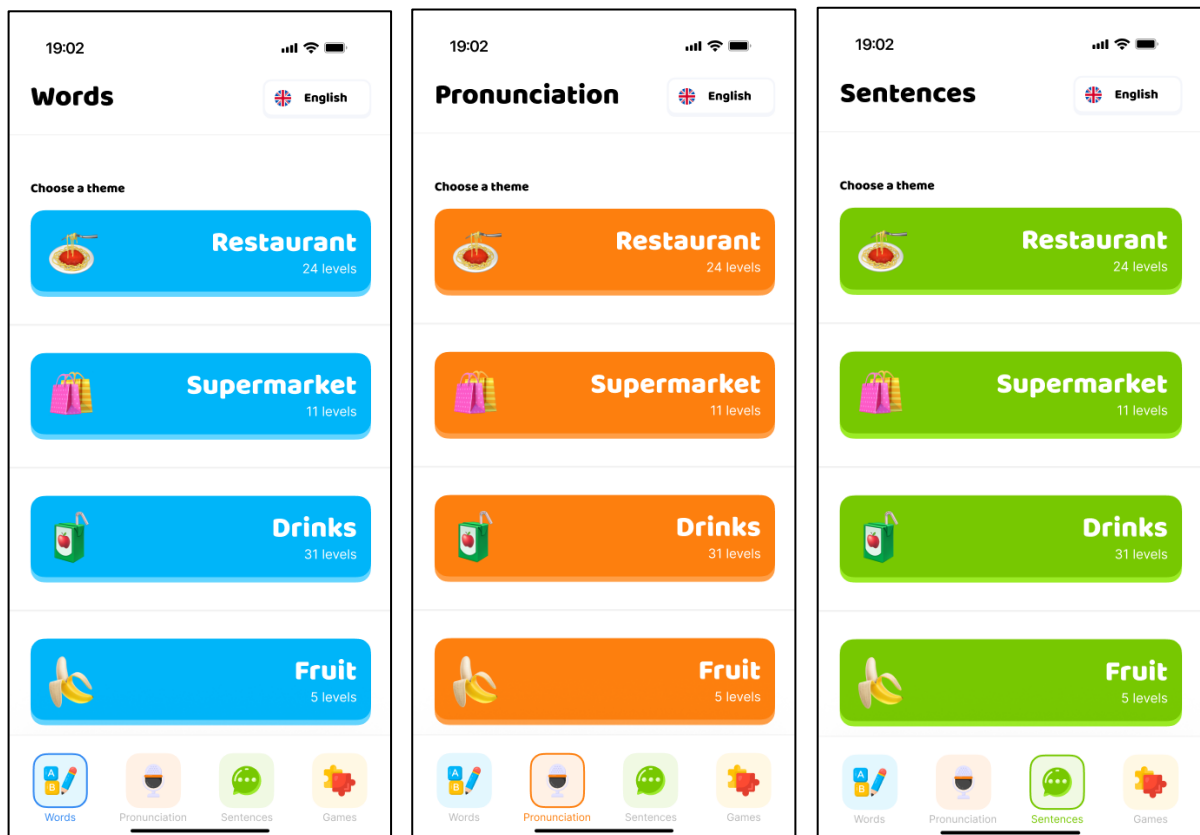 19:02
Words
English
Choose a theme
Restaurant
24 levels
Supermarket
11 levels
Drinks
31 levels
Fruit
5 levels
A
B
Words Pronunciation Sentences Games
19:02
Pronunciation
English
Choose a theme
Restaurant
24 levels
Supermarket
11 levels
Drinks
31 levels
Fruit
5 levels
A
B
Words Pronunciation Sentences Games
19:02
Sentences
English
Choose a theme
Restaurant
24 levels
Supermarket
11 levels
Drinks
31 levels
Fruit
5 levels
A
B
Words Pronunciation Sentences Games